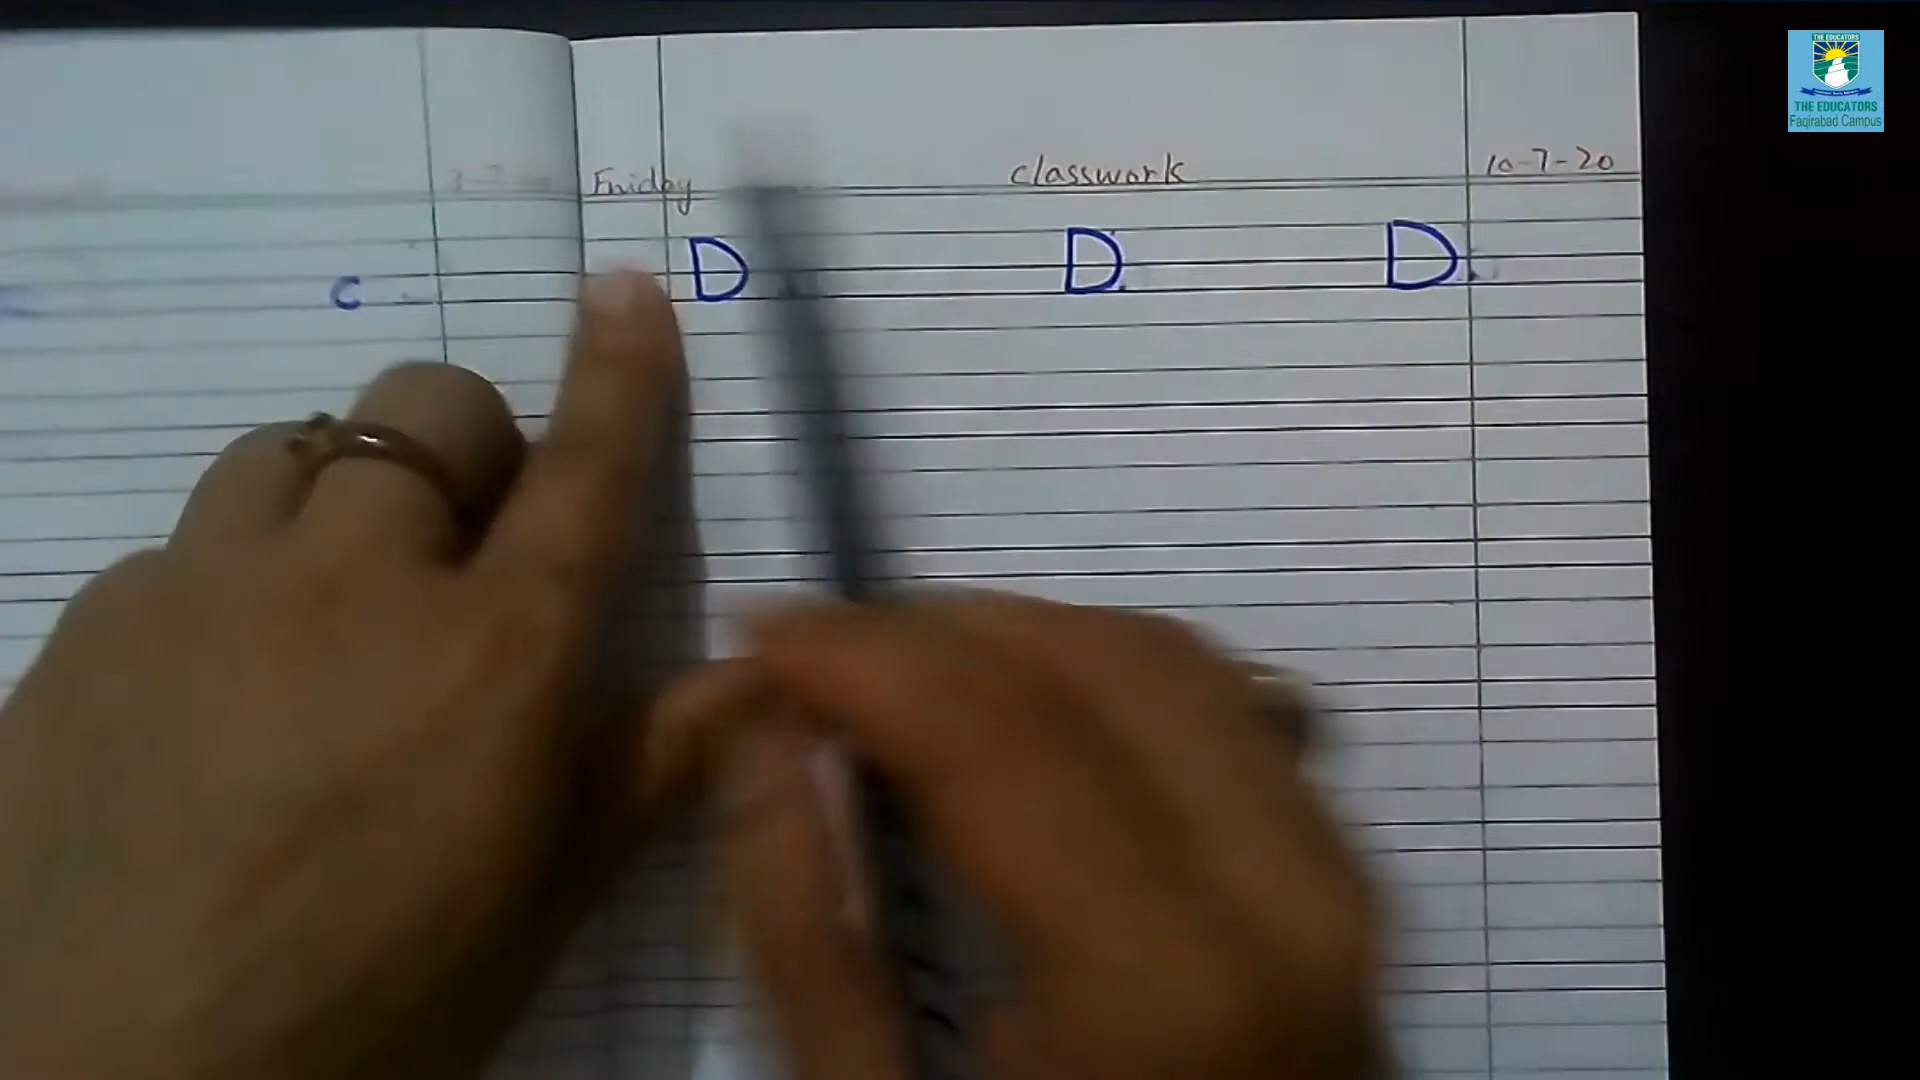 THE EDUCATORS
THE EDUCATORS
Faqirabad Campus
Friday classwork 10-7-20
D D D
c